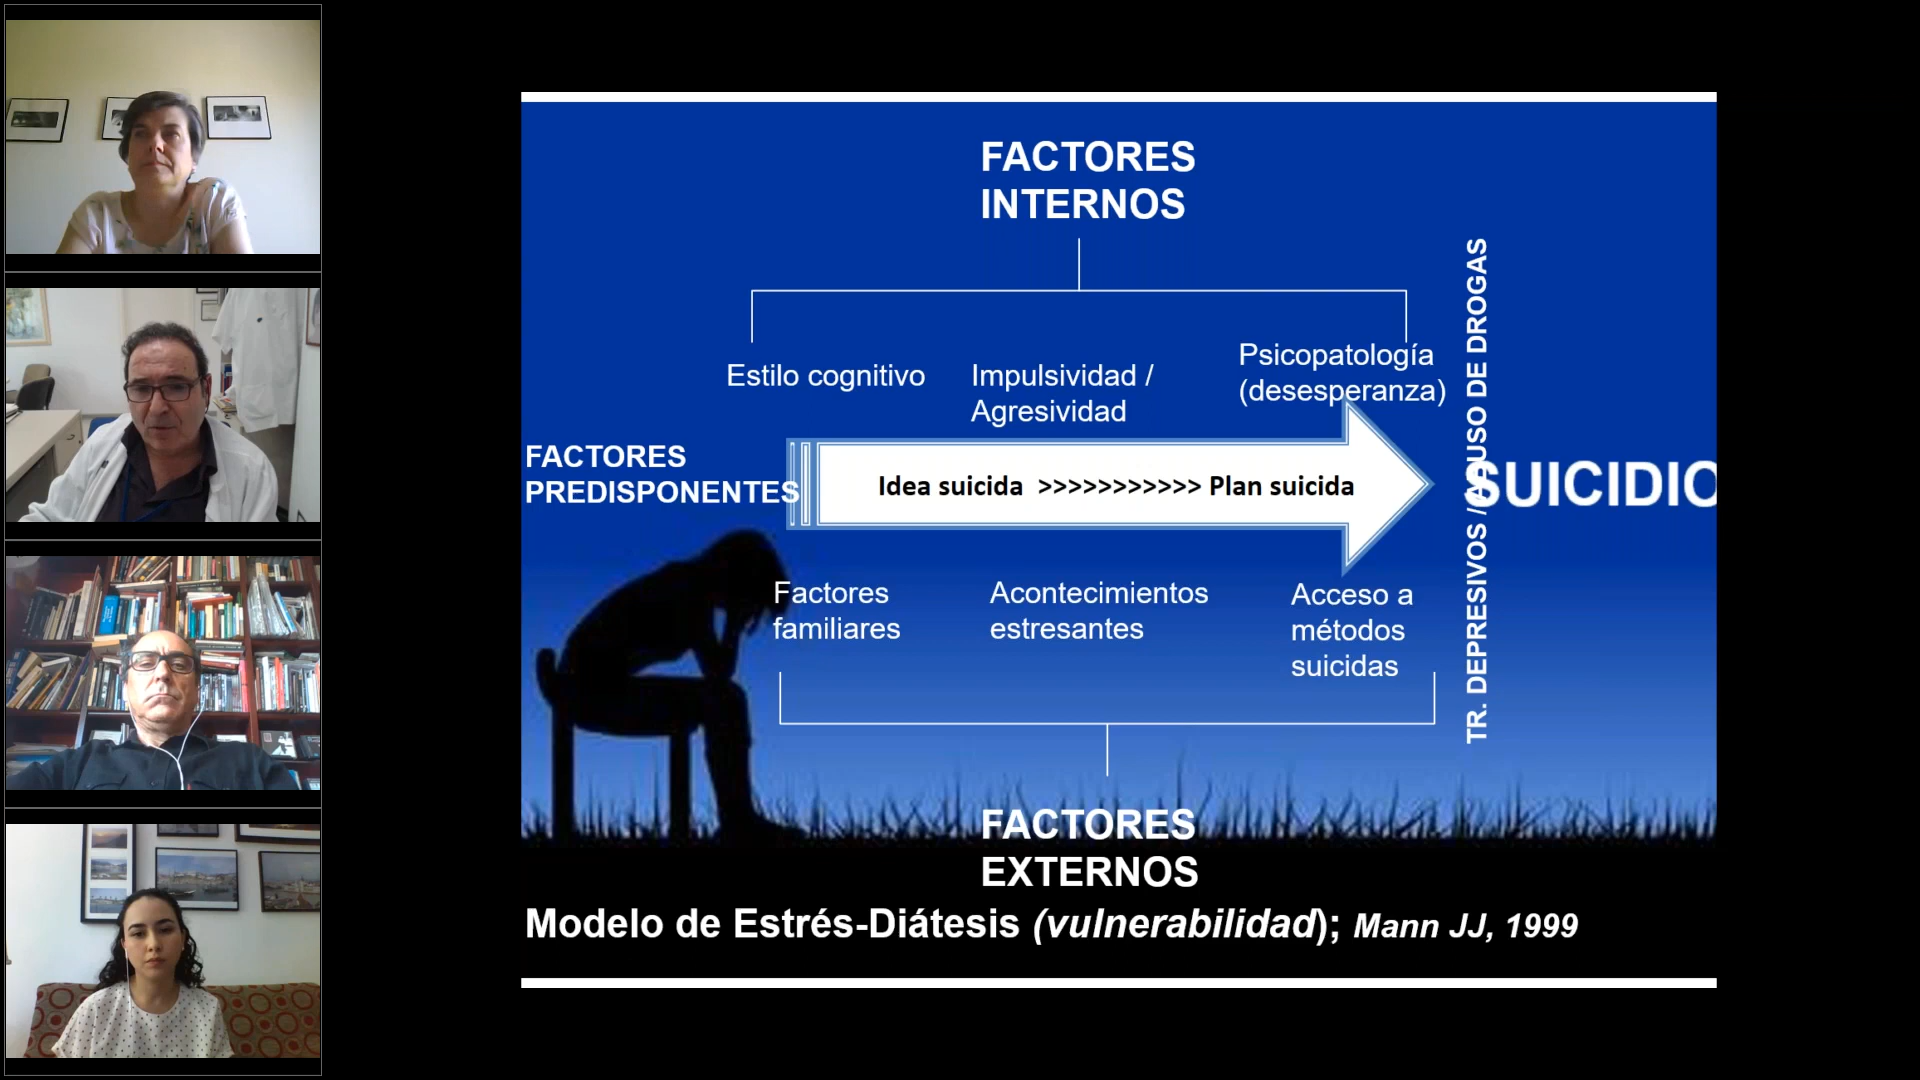 FACTORES
INTERNOS
Estilo cognitivo
Impulsividad /
Agresividad
Psicopatología
(desesperanza)
FACTORES
PREDISPONENTES
Idea suicida >>>>>>>>>>> Plan suicida
TR. DEPRESIVOS / ABUSO DE DROGAS
SUICIDIO
Factores
familiares
Acontecimientos
estresantes
Acceso a
métodos
suicidas
FACTORES
EXTERNOS
Modelo de Estrés-Diátesis (vulnerabilidad); Mann JJ, 1999